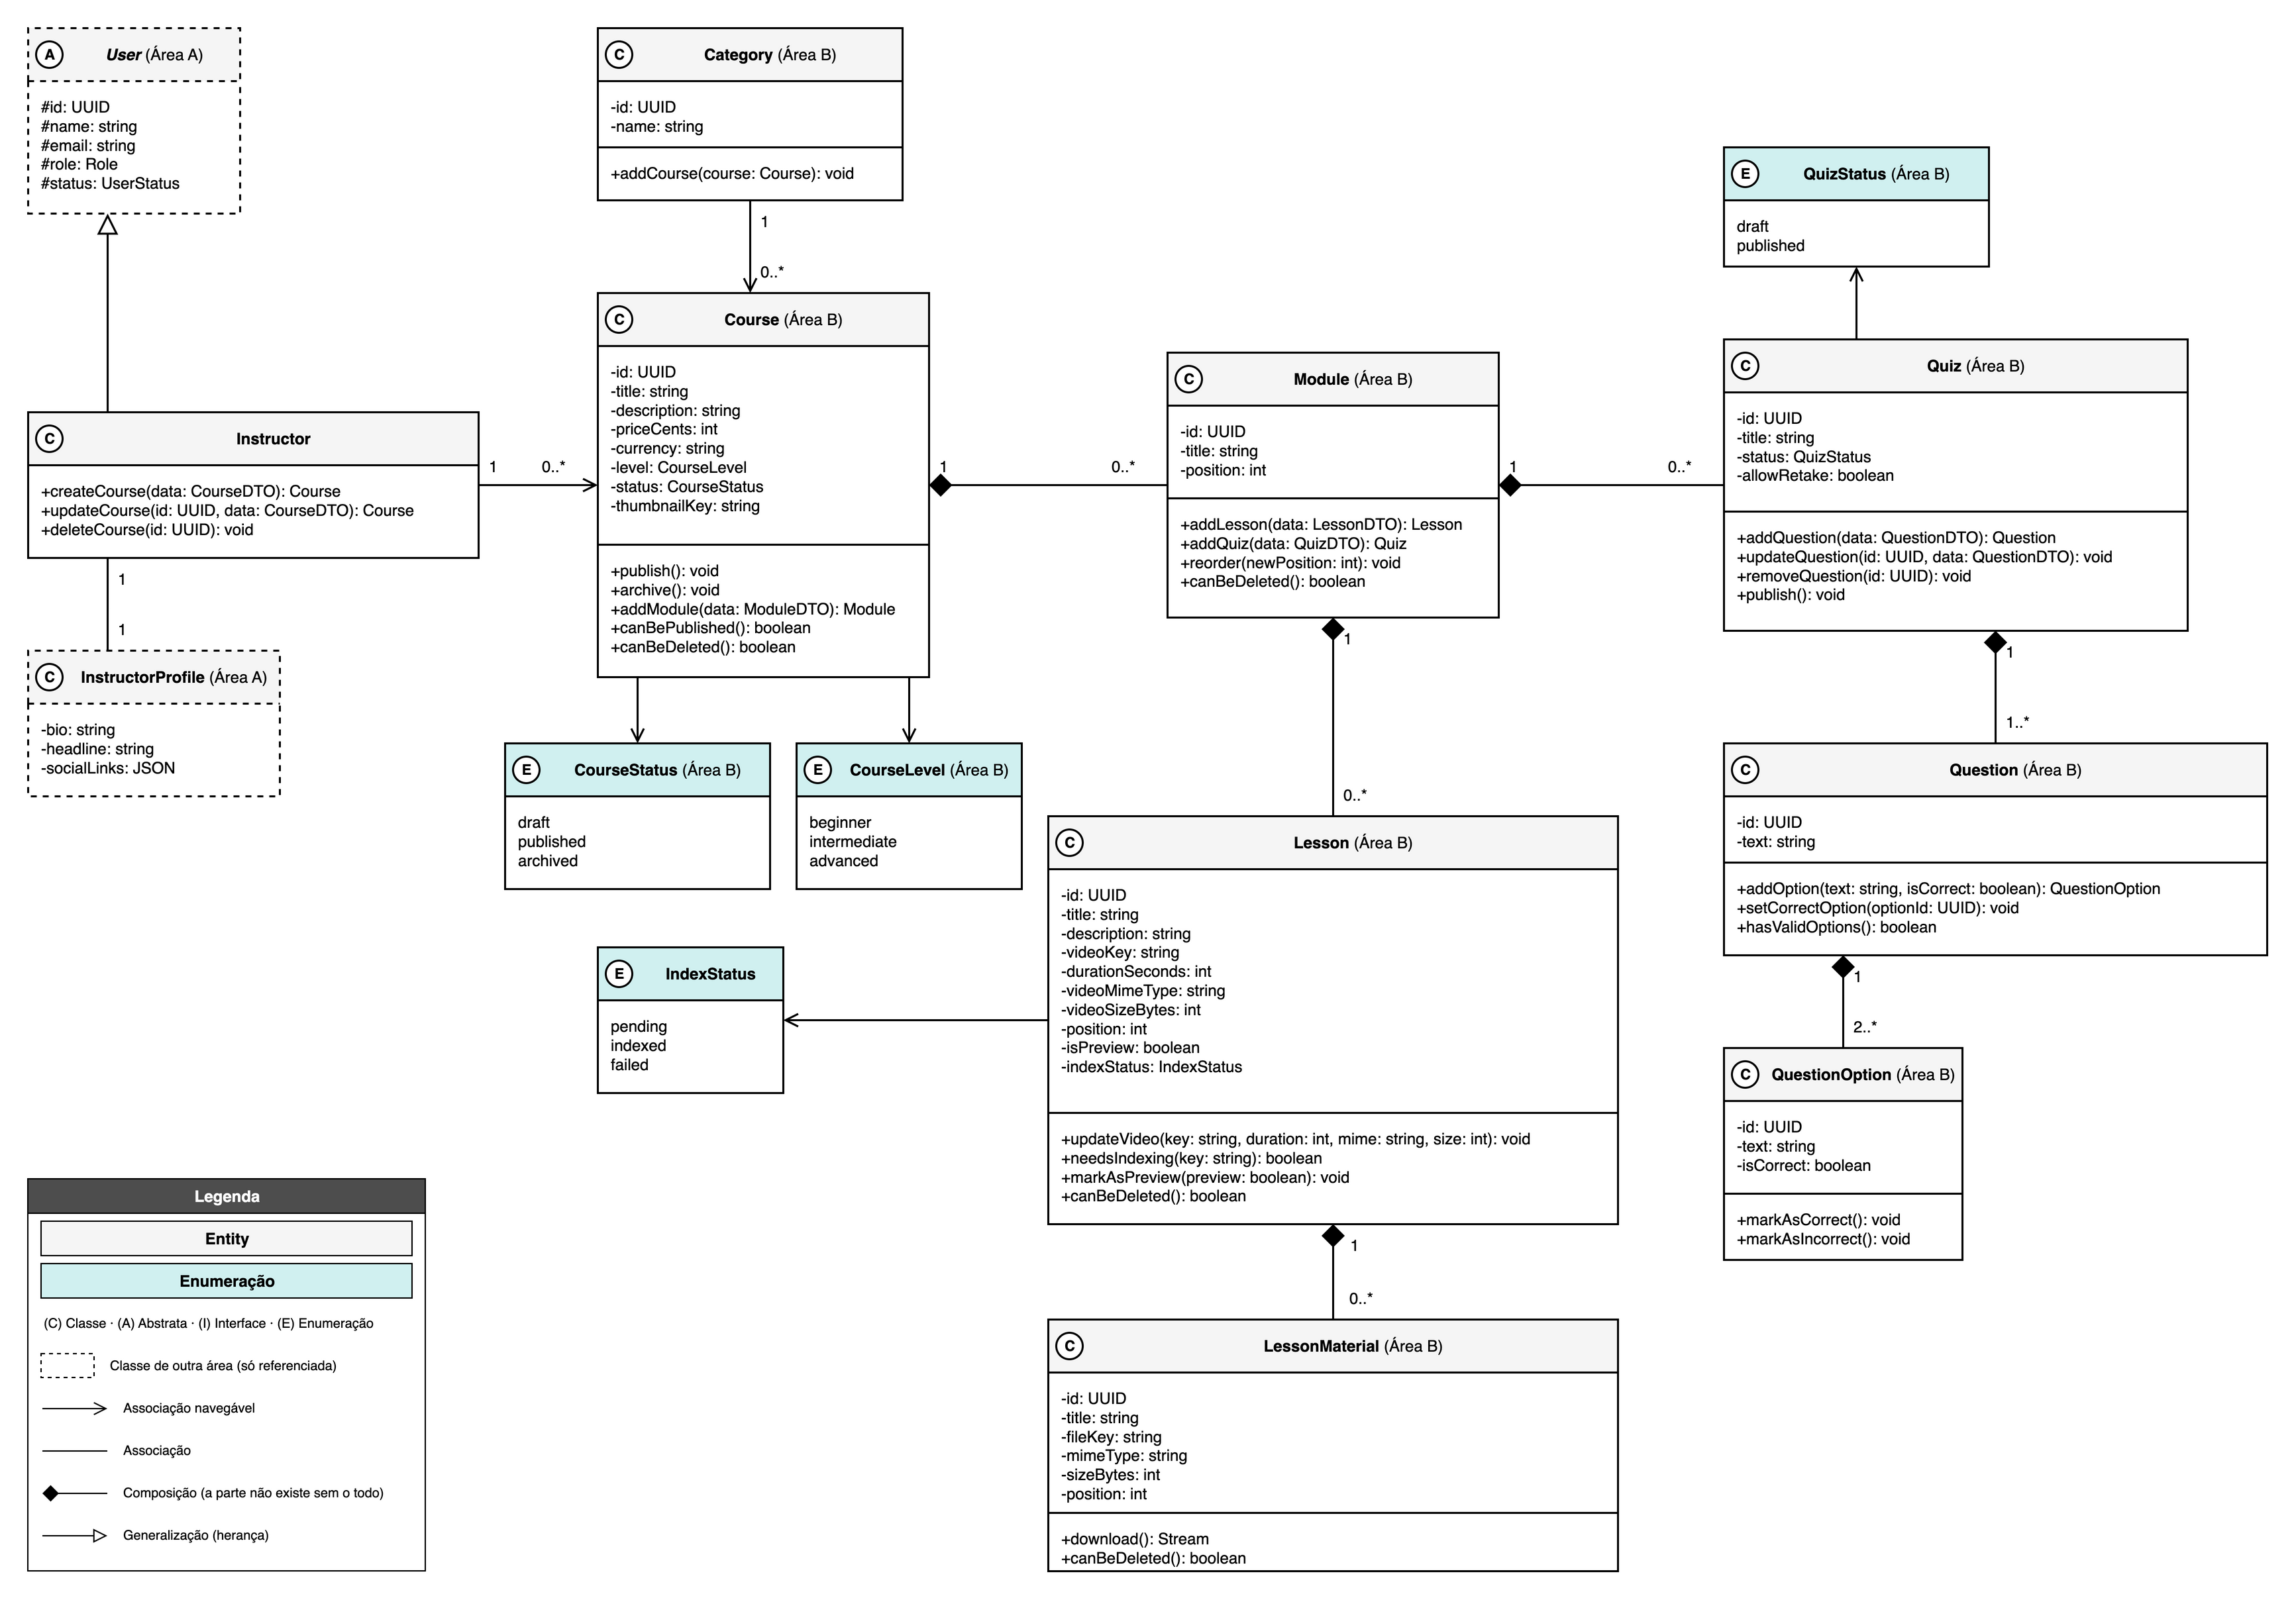 A
User (Área A)
#id: UUID
#name: string
#email: string
#role: Role
#status: UserStatus
C
Category (Área B)
-id: UUID
-name: string
+addCourse(course: Course): void
1
0..*
E
QuizStatus (Área B)
draft
published
C
Course (Área B)
-id: UUID
-title: string
-description: string
-priceCents: int
-currency: string
-level: CourseLevel
-status: CourseStatus
-thumbnailKey: string
+publish(): void
+archive(): void
+addModule(data: ModuleDTO): Module
+canBePublished(): boolean
+canBeDeleted(): boolean
C
Module (Área B)
-id: UUID
-title: string
-position: int
+addLesson(data: LessonDTO): Lesson
+addQuiz(data: QuizDTO): Quiz
+reorder(newPosition: int): void
+canBeDeleted(): boolean
C
Quiz (Área B)
-id: UUID
-title: string
-status: QuizStatus
-allowRetake: boolean
+addQuestion(data: QuestionDTO): Question
+updateQuestion(id: UUID, data: QuestionDTO): void
+removeQuestion(id: UUID): void
+publish(): void
C
Instructor
+createCourse(data: CourseDTO): Course
+updateCourse(id: UUID, data: CourseDTO): Course
+deleteCourse(id: UUID): void
1
0..*
1
0..*
1
0..*
1
1
C
InstructorProfile (Área A)
-bio: string
-headline: string
-socialLinks: JSON
1
0..*
1
1..*
E
CourseStatus (Área B)
draft
published
archived
E
CourseLevel (Área B)
beginner
intermediate
advanced
C
Question (Área B)
-id: UUID
-text: string
+addOption(text: string, isCorrect: boolean): QuestionOption
+setCorrectOption(optionId: UUID): void
+hasValidOptions(): boolean
C
Lesson (Área B)
-id: UUID
-title: string
-description: string
-videoKey: string
-durationSeconds: int
-videoMimeType: string
-videoSizeBytes: int
-position: int
-isPreview: boolean
-indexStatus: IndexStatus
+updateVideo(key: string, duration: int, mime: string, size: int): void
+needsIndexing(key: string): boolean
+markAsPreview(preview: boolean): void
+canBeDeleted(): boolean
E
IndexStatus
pending
indexed
failed
1
2..*
C
QuestionOption (Área B)
-id: UUID
-text: string
-isCorrect: boolean
+markAsCorrect(): void
+markAsIncorrect(): void
1
0..*
C
LessonMaterial (Área B)
-id: UUID
-title: string
-fileKey: string
-mimeType: string
-sizeBytes: int
-position: int
+download(): Stream
+canBeDeleted(): boolean
Legenda
Entity
Enumeração
(C) Classe · (A) Abstrata · (I) Interface · (E) Enumeração
Classe de outra área (só referenciada)
Associação navegável
Associação
Composição (a parte não existe sem o todo)
Generalização (herança)